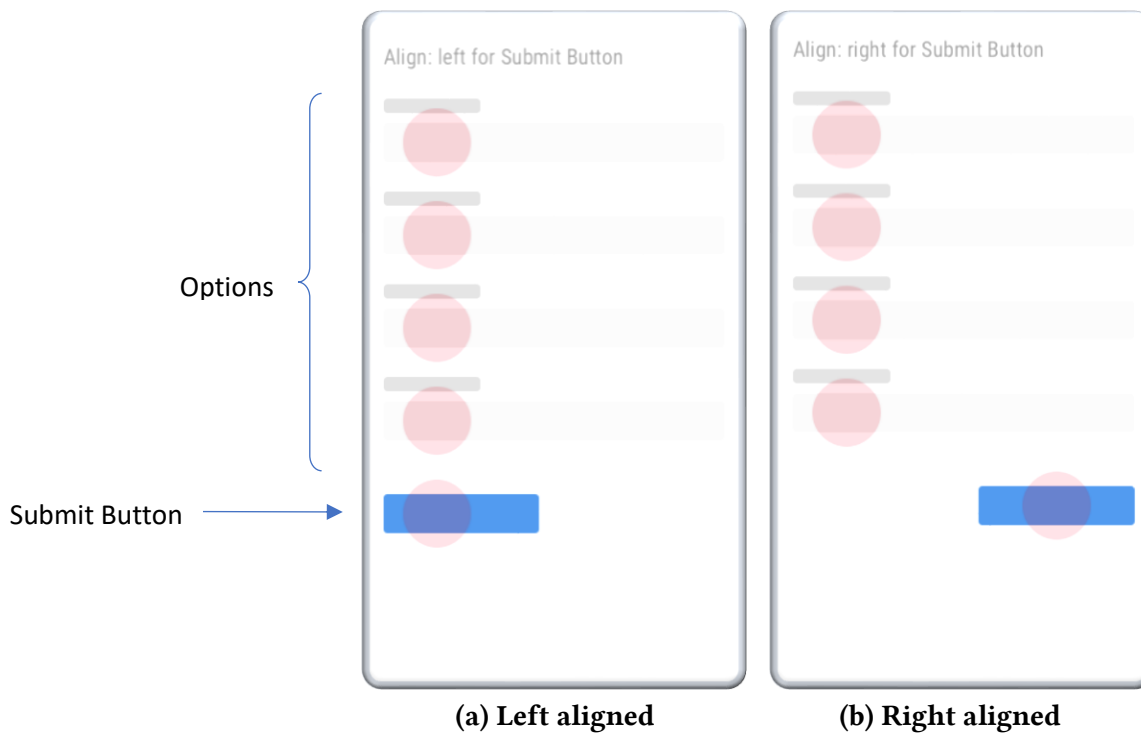 Align: left for Submit Button
Align: right for Submit Button
Options
Submit Button
(a) Left aligned
(b) Right aligned